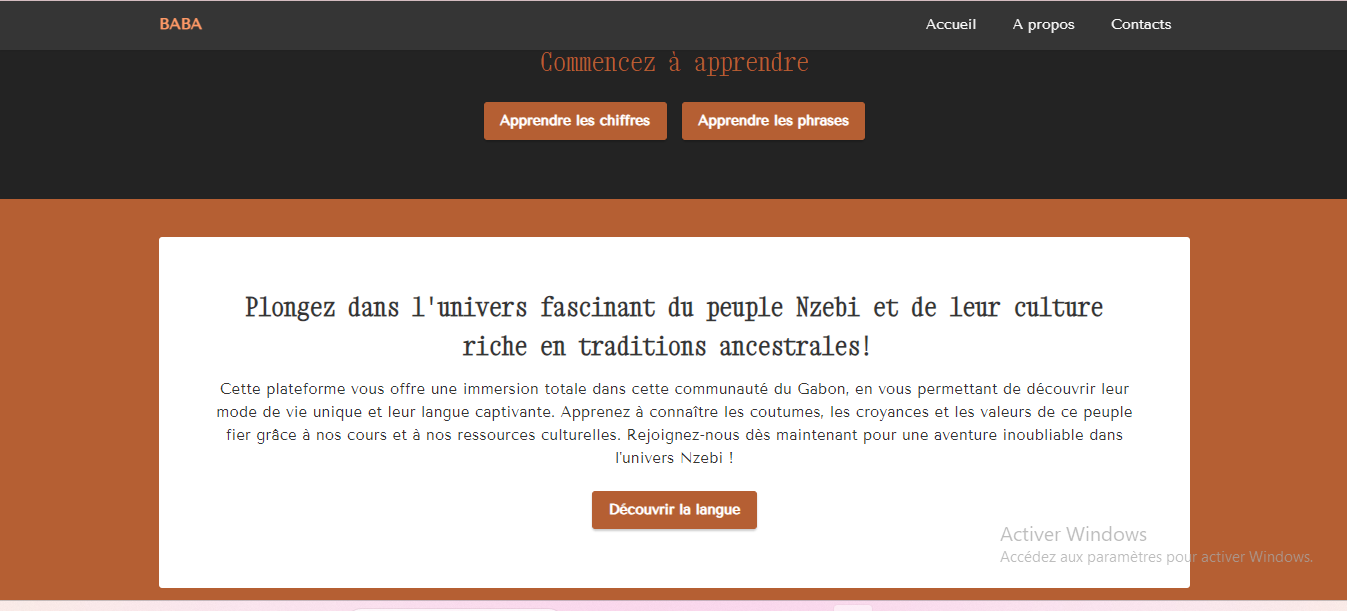 BABA
Accueil
A propos
Contacts
Commencez à apprendre
Apprendre les chiffres
Apprendre les phrases
Plongez dans l'univers fascinant du peuple Nzebi et de leur culture
riche en traditions ancestrales!
Cette plateforme vous offre une immersion totale dans cette communauté du Gabon, en vous permettant de découvrir leur
mode de vie unique et leur langue captivante. Apprenez à connaître les coutumes, les croyances et les valeurs de ce peuple
fier grâce à nos cours et à nos ressources culturelles. Rejoignez-nous dès maintenant pour une aventure inoubliable dans
l'univers Nzebi !
Découvrir la langue
Activer Windows
Accédez aux paramètres pour activer Windows.